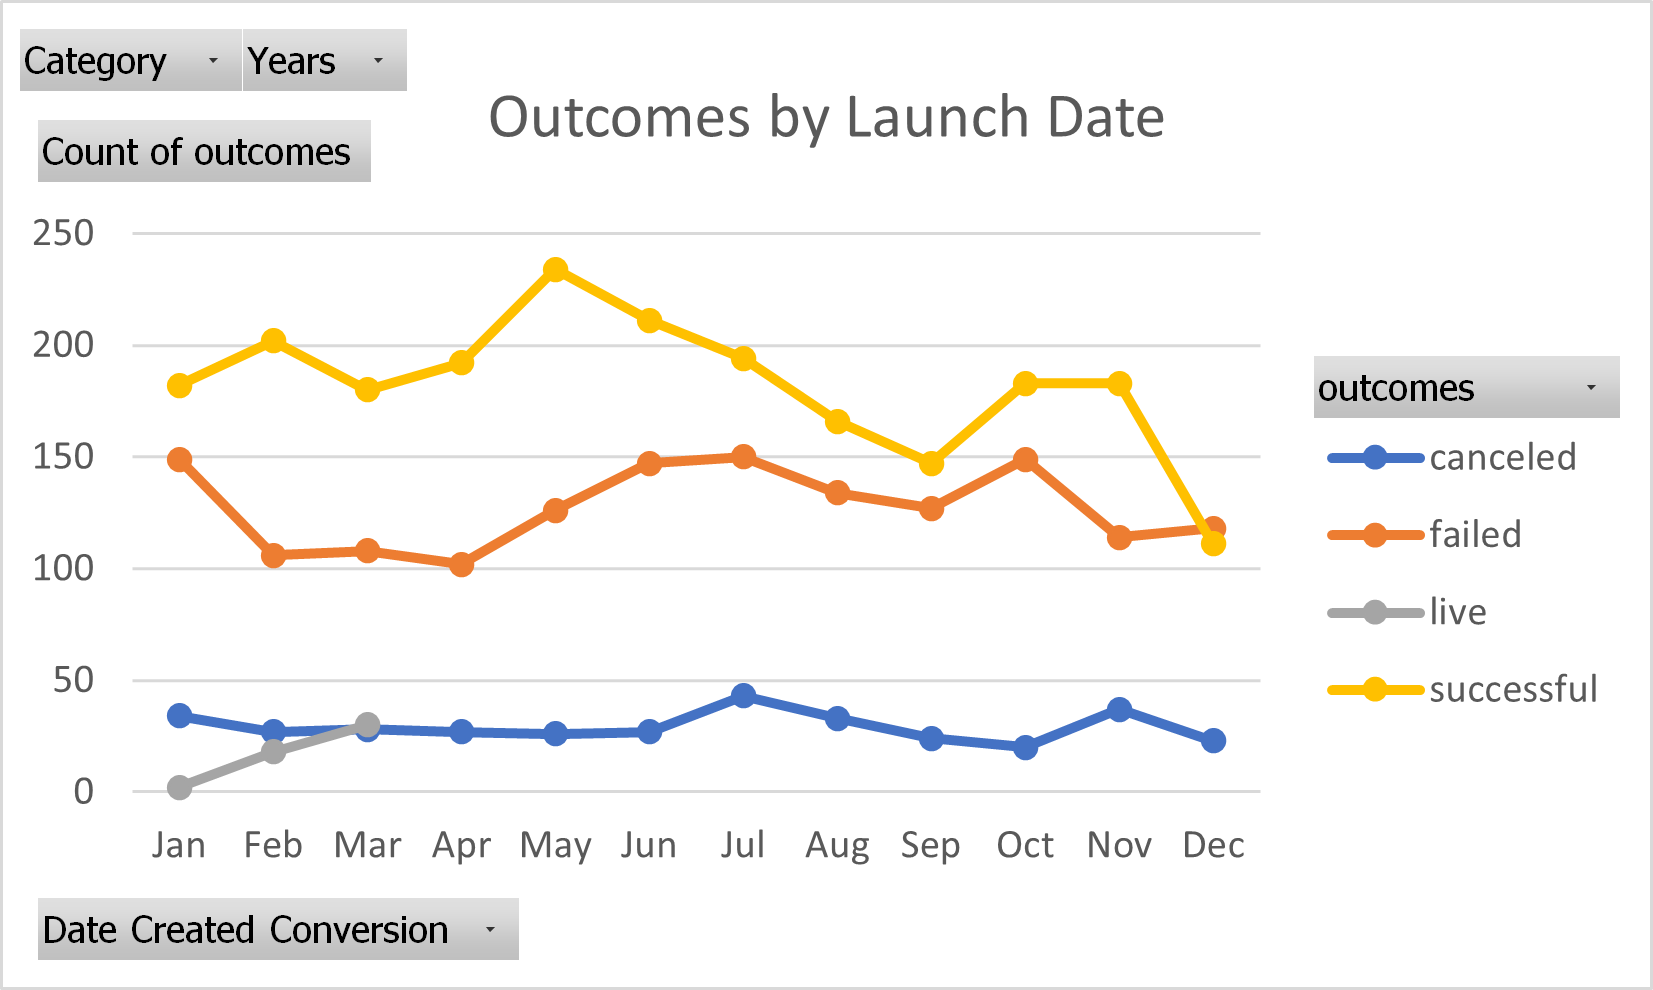 Category Years
Outcomes by Launch Date
Count of outcomes
250
200
150
100
50
0
Jan Feb Mar Apr May Jun Jul Aug Sep Oct Nov Dec
outcomes
canceled
failed
live
successful
Date Created Conversion